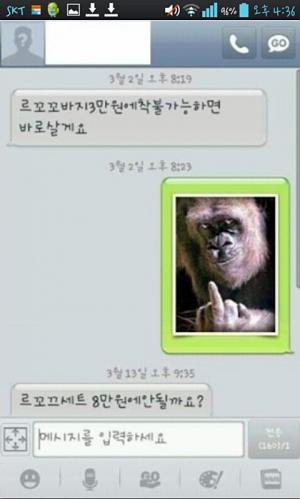 SKT 96% 오후 4:36
GO
3월 2일 오후 8:19
르꼬꼬바지3만원에착불가능하면
바로살게요
3월 2일 오후 8:23
3월 13일 오후 9:35
르꼬끄세트 8만원에안될까요?
메시지를 입력하세요
전송
(160)/1
GO